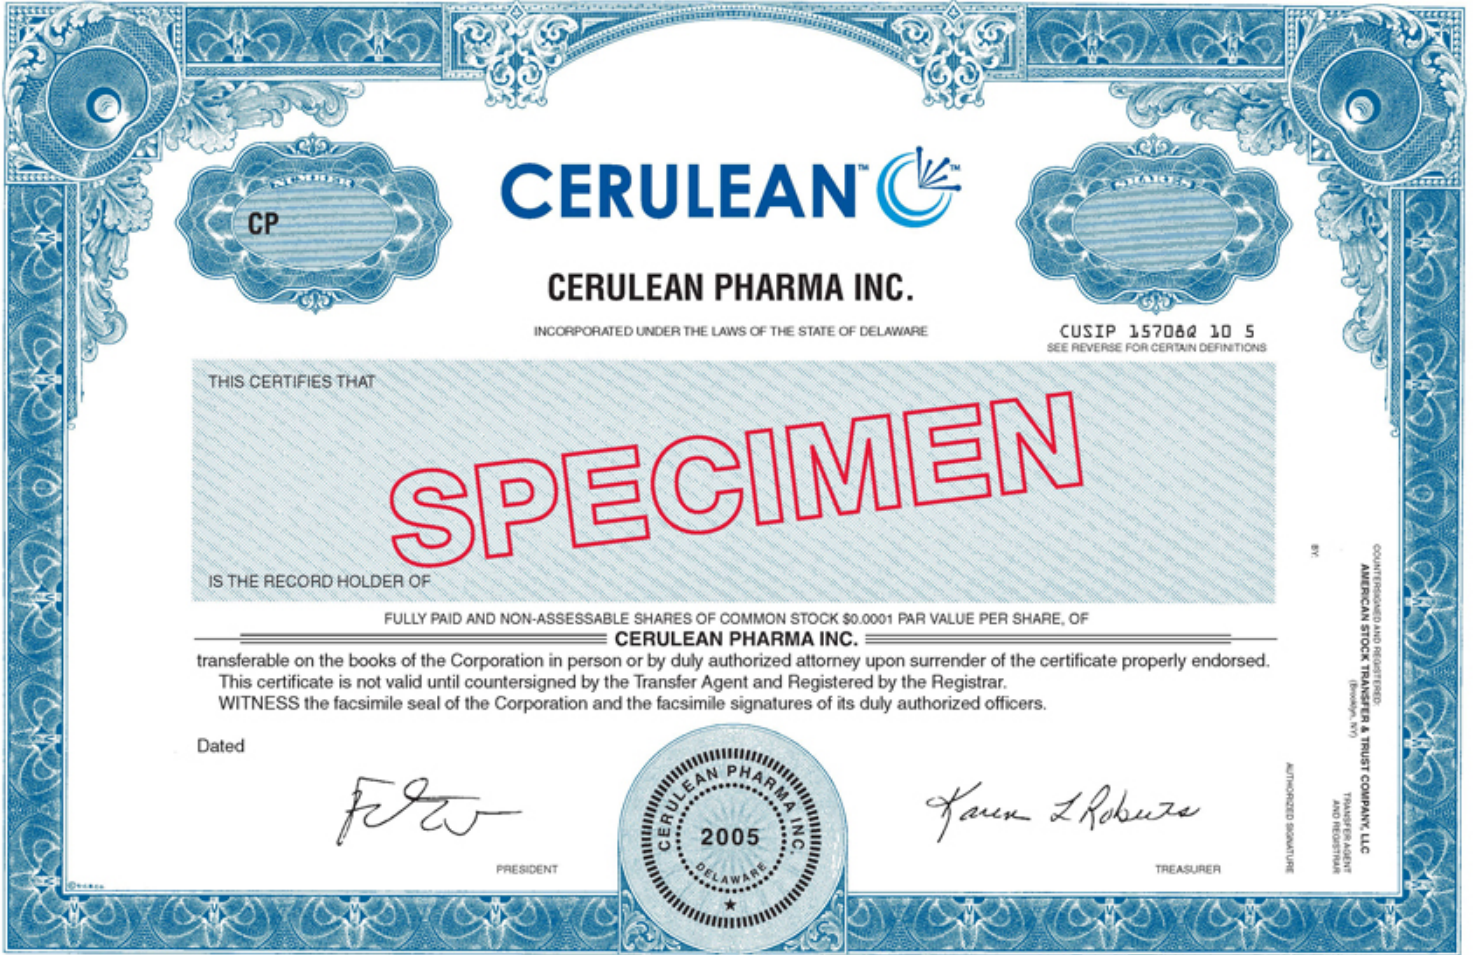 NUMBER
SHARES
CP
CERULEAN™ ™
CERULEAN PHARMA INC.
INCORPORATED UNDER THE LAWS OF THE STATE OF DELAWARE
CUSIP 15708Q 10 5
SEE REVERSE FOR CERTAIN DEFINITIONS
THIS CERTIFIES THAT
SPECIMEN
IS THE RECORD HOLDER OF
FULLY PAID AND NON-ASSESSABLE SHARES OF COMMON STOCK $0.0001 PAR VALUE PER SHARE, OF
CERULEAN PHARMA INC.
transferable on the books of the Corporation in person or by duly authorized attorney upon surrender of the certificate properly endorsed.
This certificate is not valid until countersigned by the Transfer Agent and Registered by the Registrar.
WITNESS the facsimile seal of the Corporation and the facsimile signatures of its duly authorized officers.
Dated
PRESIDENT
CERULEAN PHARMA INC.
2005
DELAWARE
Karen L Roberts
TREASURER
COUNTERSIGNED AND REGISTERED:
AMERICAN STOCK TRANSFER & TRUST COMPANY, LLC
(Brooklyn, NY)
TRANSFER AGENT
AND REGISTRAR
BY:
AUTHORIZED SIGNATURE